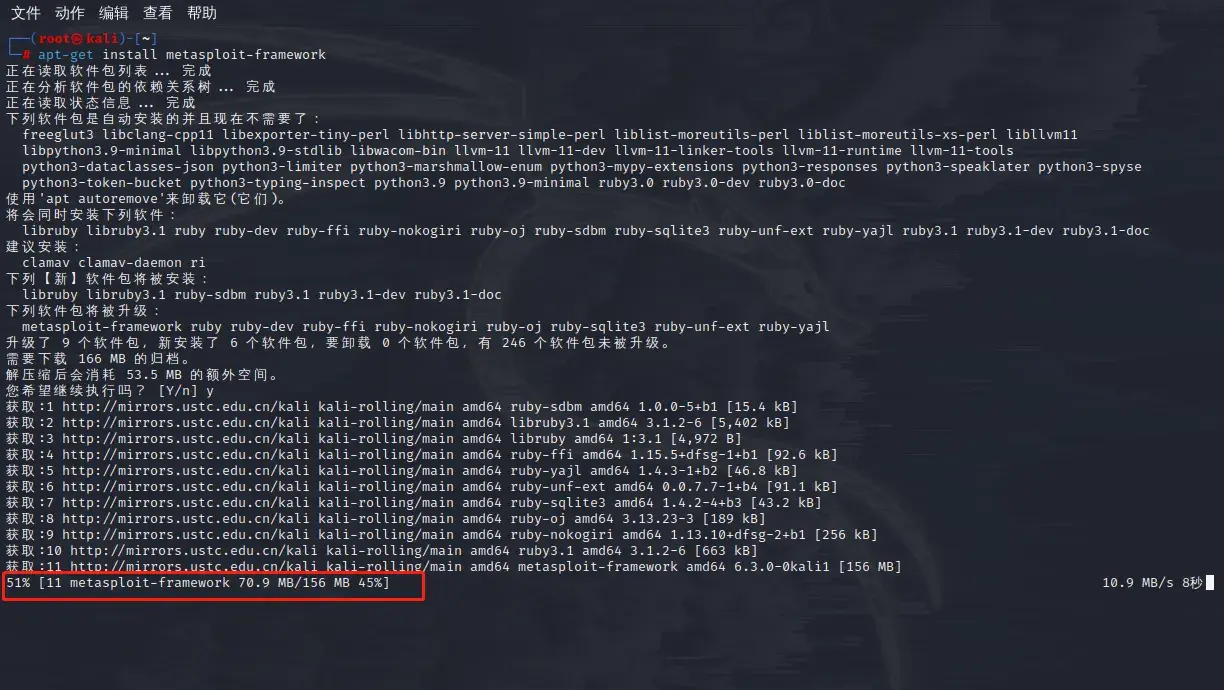 文件 动作 编辑 查看 帮助
┌──(root㉿kali)-[~]
└─# apt-get install metasploit-framework
正在读取软件包列表... 完成
正在分析软件包的依赖关系树... 完成
正在读取状态信息... 完成
下列软件包是自动安装的并且现在不需要了：
freeglut3 libclang-cpp11 libexporter-tiny-perl libhttp-server-simple-perl liblist-moreutils-perl liblist-moreutils-xs-perl libllvm11
libpython3.9-minimal libpython3.9-stdlib libwacom-bin llvm-11 llvm-11-dev llvm-11-linker-tools llvm-11-runtime llvm-11-tools
python3-dataclasses-json python3-limiter python3-marshmallow-enum python3-mypy-extensions python3-responses python3-speaklater python3-spyse
python3-token-bucket python3-typing-inspect python3.9 python3.9-minimal ruby3.0 ruby3.0-dev ruby3.0-doc
使用'apt autoremove'来卸载它(它们)。
将会同时安装下列软件：
libruby libruby3.1 ruby ruby-dev ruby-ffi ruby-nokogiri ruby-oj ruby-sdbm ruby-sqlite3 ruby-unf-ext ruby-yajl ruby3.1 ruby3.1-dev ruby3.1-doc
建议安装：
clamav clamav-daemon ri
下列【新】软件包将被安装：
libruby libruby3.1 ruby-sdbm ruby3.1 ruby3.1-dev ruby3.1-doc
下列软件包将被升级：
metasploit-framework ruby ruby-dev ruby-ffi ruby-nokogiri ruby-oj ruby-sqlite3 ruby-unf-ext ruby-yajl
升级了 9 个软件包，新安装了 6 个软件包，要卸载 0 个软件包，有 246 个软件包未被升级。
需要下载 166 MB 的归档。
解压缩后会消耗 53.5 MB 的额外空间。
您希望继续执行吗？ [Y/n] y
获取:1 http://mirrors.ustc.edu.cn/kali kali-rolling/main amd64 ruby-sdbm amd64 1.0.0-5+b1 [15.4 kB]
获取:2 http://mirrors.ustc.edu.cn/kali kali-rolling/main amd64 libruby3.1 amd64 3.1.2-6 [5,402 kB]
获取:3 http://mirrors.ustc.edu.cn/kali kali-rolling/main amd64 libruby amd64 1:3.1 [4,972 B]
获取:4 http://mirrors.ustc.edu.cn/kali kali-rolling/main amd64 ruby-ffi amd64 1.15.5+dfsg-1+b1 [92.6 kB]
获取:5 http://mirrors.ustc.edu.cn/kali kali-rolling/main amd64 ruby-yajl amd64 1.4.3-1+b2 [46.8 kB]
获取:6 http://mirrors.ustc.edu.cn/kali kali-rolling/main amd64 ruby-unf-ext amd64 0.0.7.7-1+b4 [91.1 kB]
获取:7 http://mirrors.ustc.edu.cn/kali kali-rolling/main amd64 ruby-sqlite3 amd64 1.4.2-4+b3 [43.2 kB]
获取:8 http://mirrors.ustc.edu.cn/kali kali-rolling/main amd64 ruby-oj amd64 3.13.23-3 [189 kB]
获取:9 http://mirrors.ustc.edu.cn/kali kali-rolling/main amd64 ruby-nokogiri amd64 1.13.10+dfsg-2+b1 [256 kB]
获取:10 http://mirrors.ustc.edu.cn/kali kali-rolling/main amd64 ruby3.1 amd64 3.1.2-6 [663 kB]
获取:11 http://mirrors.ustc.edu.cn/kali kali-rolling/main amd64 metasploit-framework amd64 6.3.0-0kali1 [156 MB]
51% [11 metasploit-framework 70.9 MB/156 MB 45%] 10.9 MB/s 8秒